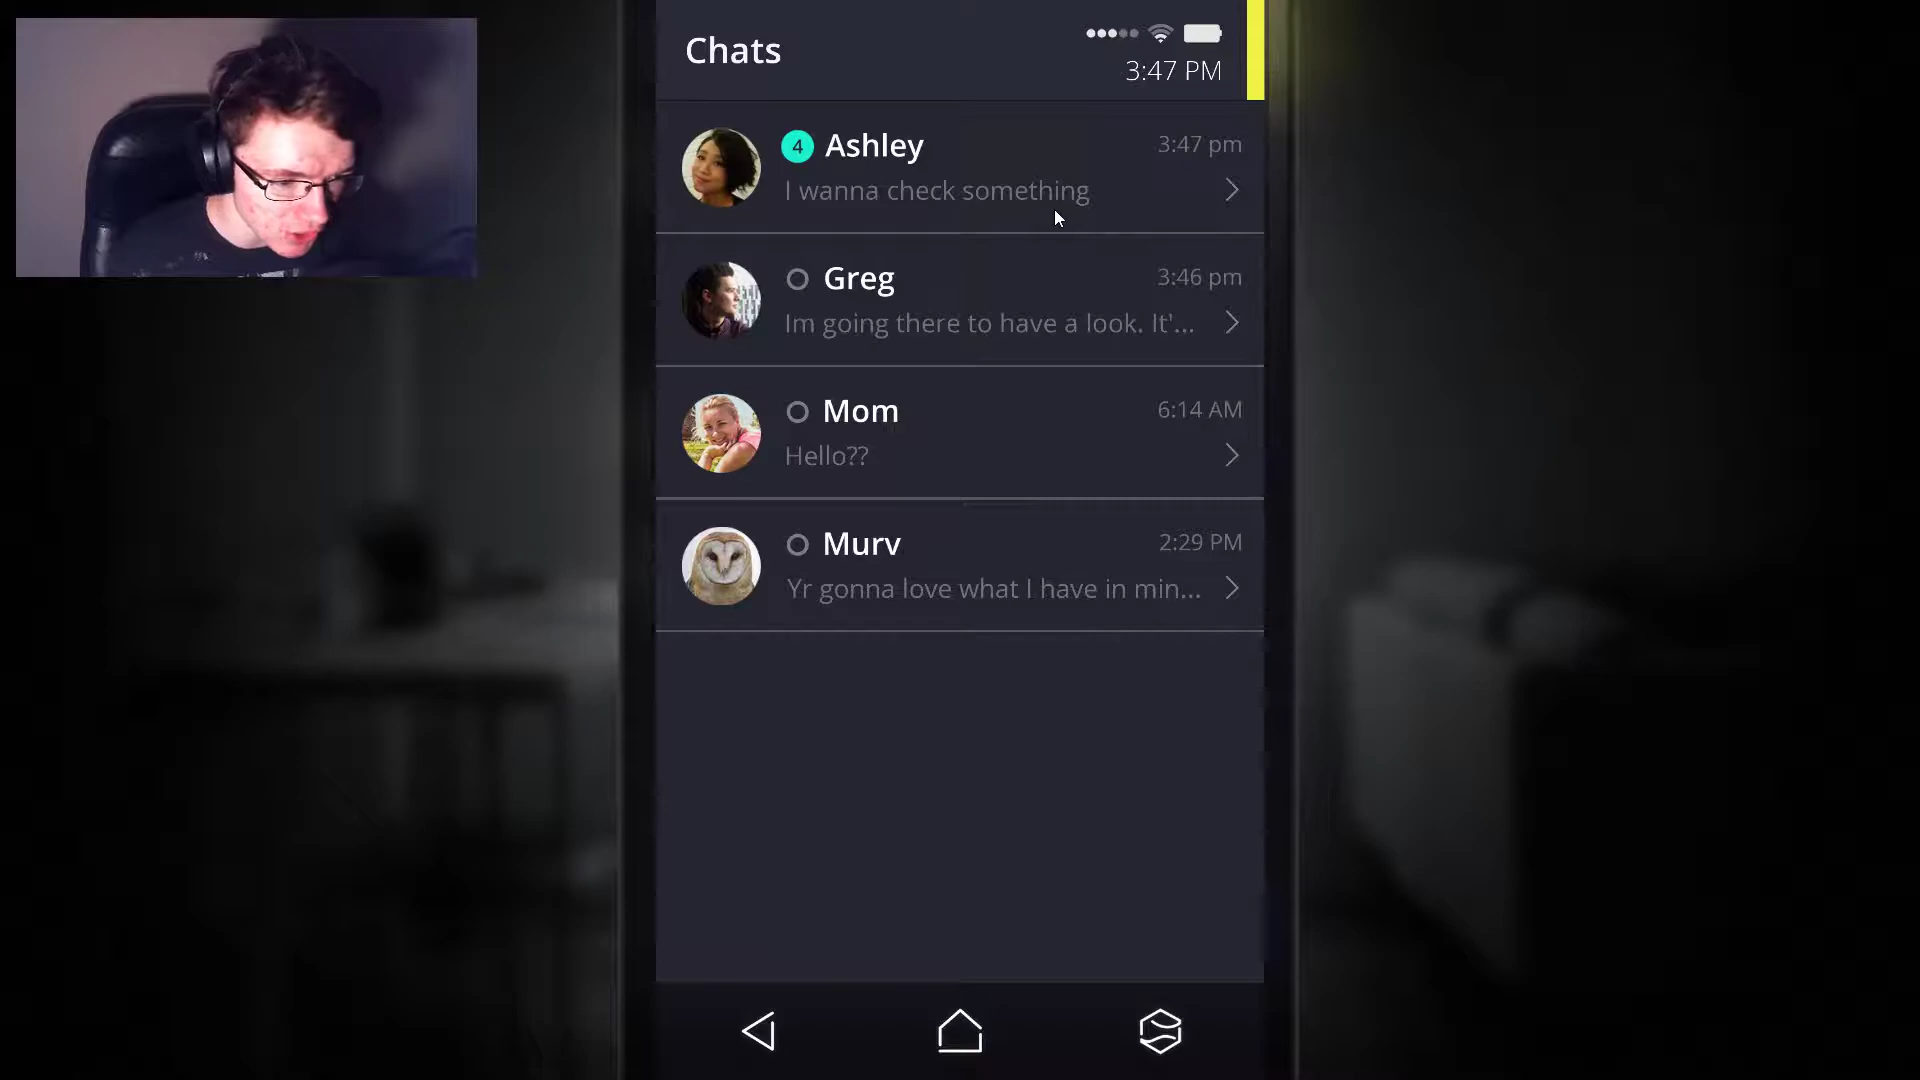 Chats
3:47 PM
4 Ashley 3:47 pm
I wanna check something
Greg 3:46 pm
Im going there to have a look. It'...
Mom 6:14 AM
Hello??
Murv 2:29 PM
Yr gonna love what I have in min...